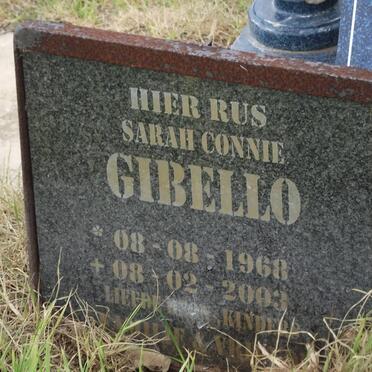 HIER RUS
SARAH CONNIE
GIBELLO
* 08 - 08 - 1968
+ 08 - 02 - 2003